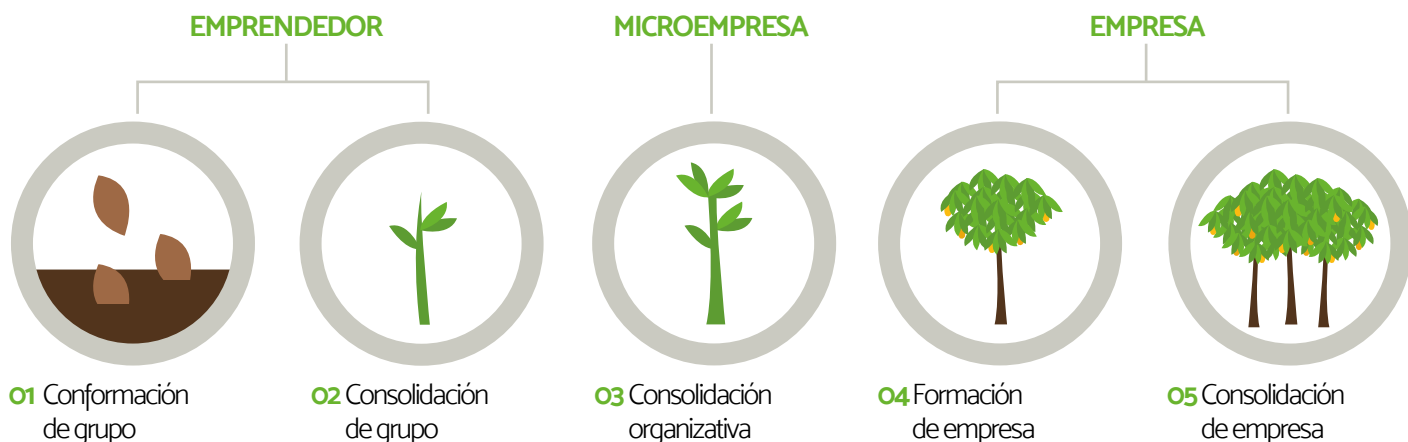 EMPRENDEDOR
MICROEMPRESA
EMPRESA
01 Conformación
de grupo
02 Consolidación
de grupo
03 Consolidación
organizativa
04 Formación
de empresa
05 Consolidación
de empresa